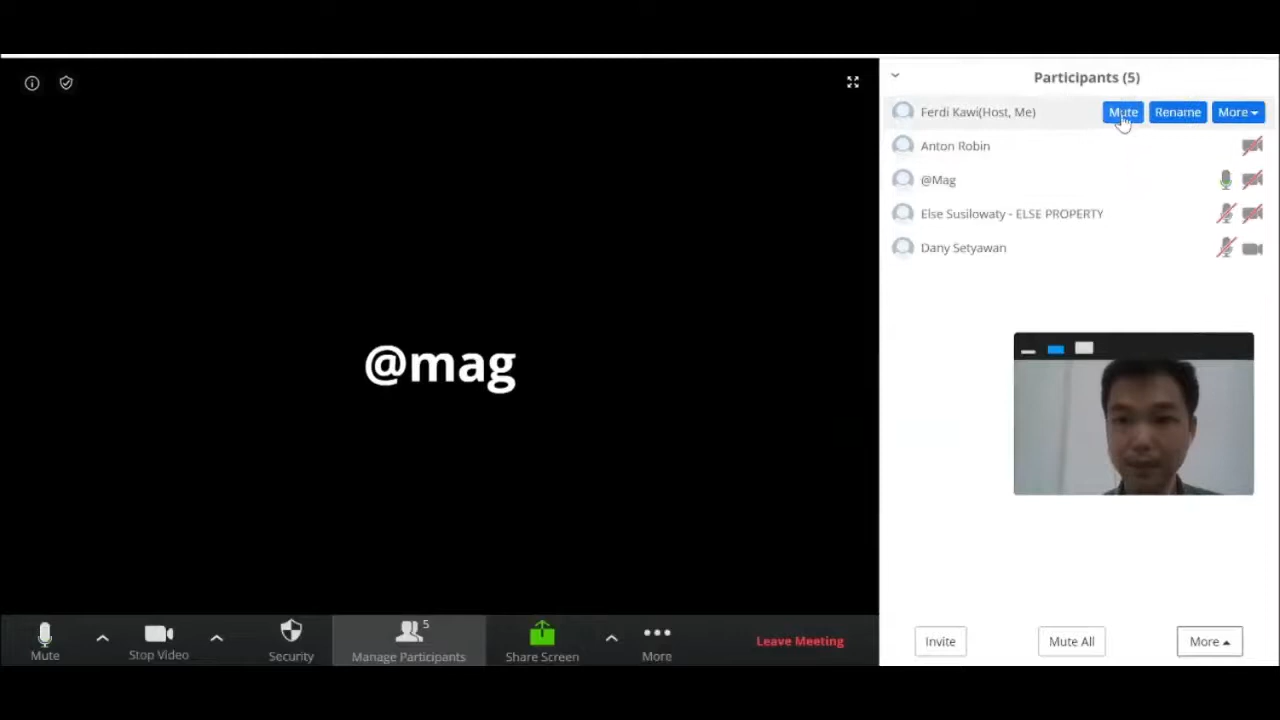 Participants (5)
Ferdi Kawi(Host, Me) Mute Rename More
Anton Robin
@Mag
Else Susilowaty - ELSE PROPERTY
Dany Setyawan
@mag
Mute Stop Video Security 5 Manage Participants Share Screen More Leave Meeting
Invite Mute All More